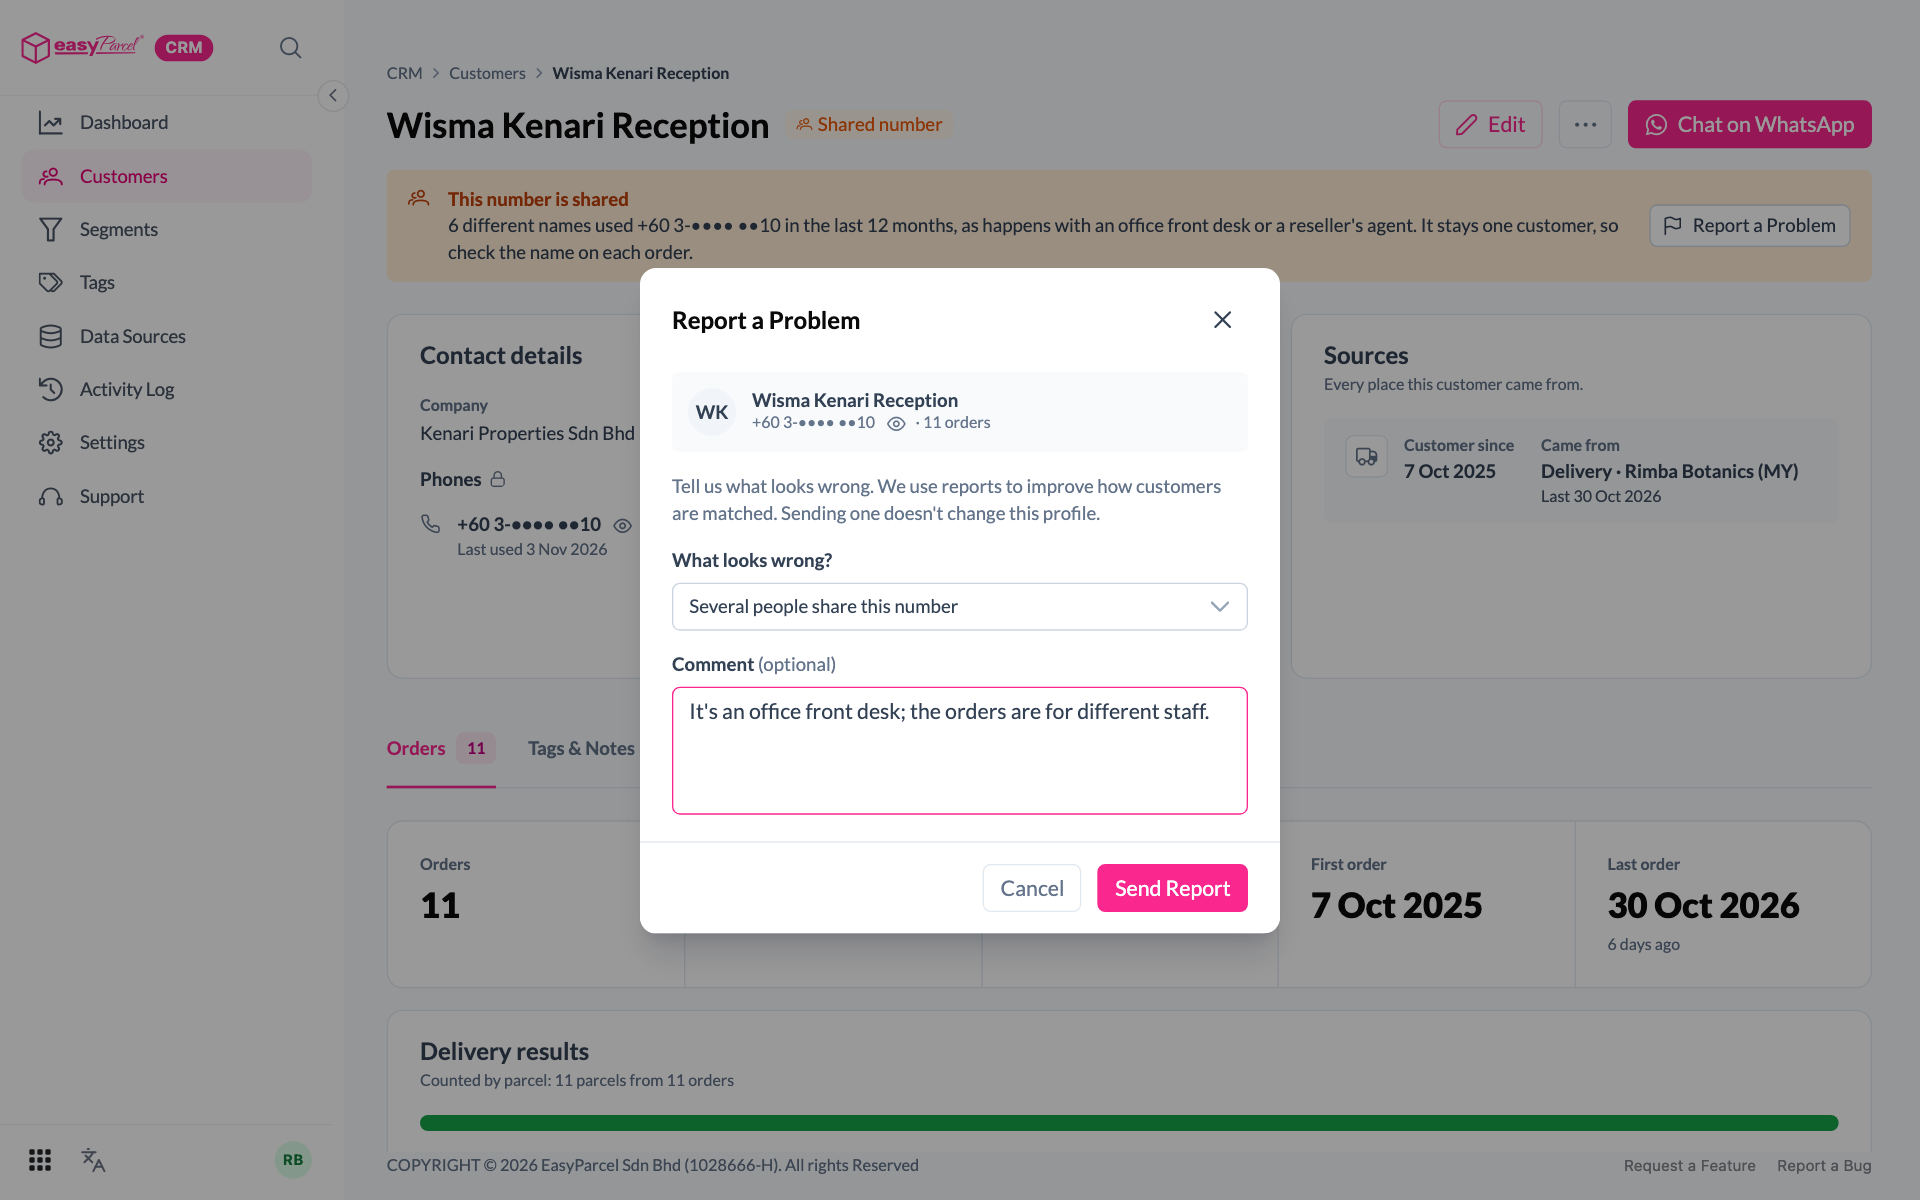 easyParcel CRM
Dashboard
Customers
Segments
Tags
Data Sources
Activity Log
Settings
Support
RB
CRM > Customers > Wisma Kenari Reception
Wisma Kenari Reception
Shared number
Edit
Chat on WhatsApp
This number is shared
6 different names used +60 3-•••• ••10 in the last 12 months, as happens with an office front desk or a reseller's agent. It stays one customer, so
check the name on each order.
Report a Problem
Contact details
Company
Kenari Properties Sdn Bhd
Phones
+60 3-•••• ••10
Last used 3 Nov 2026
Sources
Every place this customer came from.
Customer since
7 Oct 2025
Came from
Delivery · Rimba Botanics (MY)
Last 30 Oct 2026
Report a Problem
WK
Wisma Kenari Reception
+60 3-•••• ••10 · 11 orders
Tell us what looks wrong. We use reports to improve how customers
are matched. Sending one doesn't change this profile.
What looks wrong?
Several people share this number
Comment (optional)
It's an office front desk; the orders are for different staff.
Cancel
Send Report
Orders 11
Tags & Notes
Orders
11
First order
7 Oct 2025
Last order
30 Oct 2026
6 days ago
Delivery results
Counted by parcel: 11 parcels from 11 orders
COPYRIGHT © 2026 EasyParcel Sdn Bhd (1028666-H). All rights Reserved
Request a Feature
Report a Bug